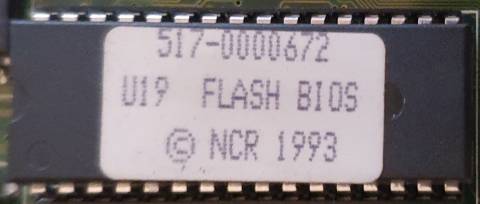 517-0000672
U19 FLASH BIOS
© NCR 1993